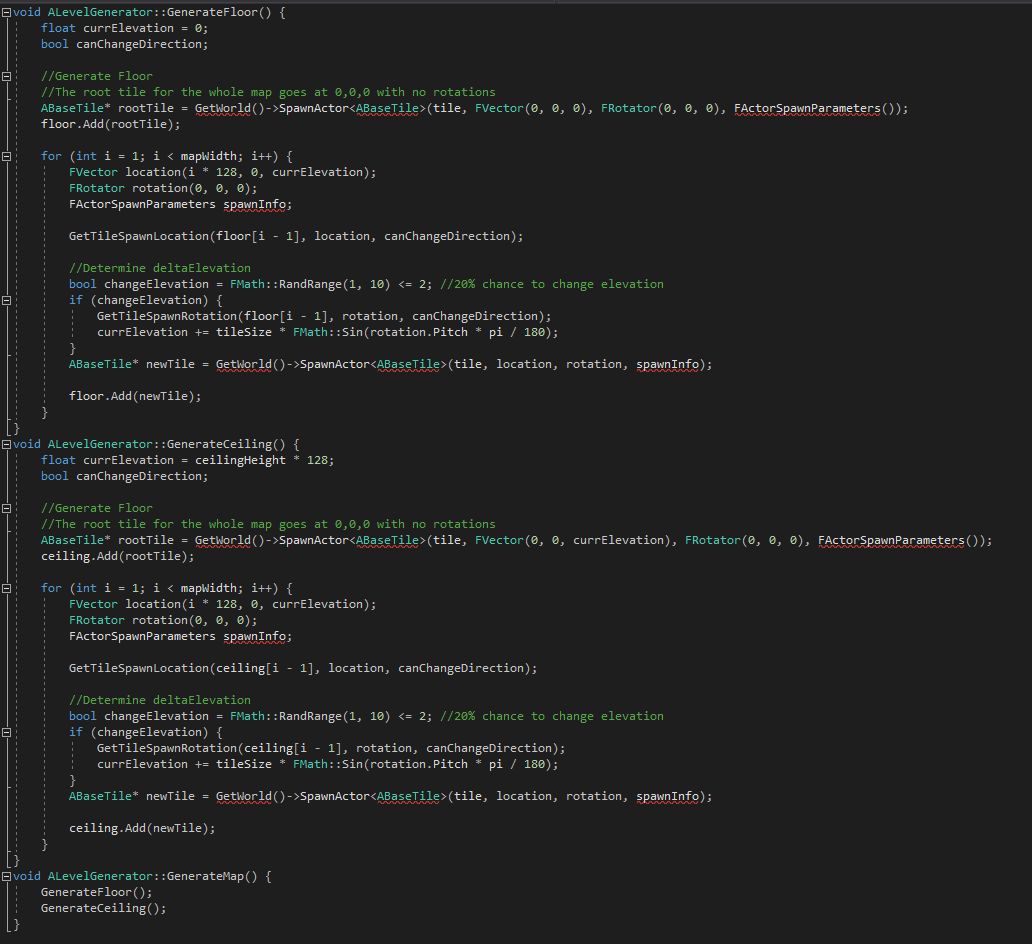 void ALevelGenerator::GenerateFloor() {
    float currElevation = 0;
    bool canChangeDirection;

    //Generate Floor
    //The root tile for the whole map goes at 0,0,0 with no rotations
    ABaseTile* rootTile = GetWorld()->SpawnActor<ABaseTile>(tile, FVector(0, 0, 0), FRotator(0, 0, 0), FActorSpawnParameters());
    floor.Add(rootTile);

    for (int i = 1; i < mapWidth; i++) {
        FVector location(i * 128, 0, currElevation);
        FRotator rotation(0, 0, 0);
        FActorSpawnParameters spawnInfo;

        GetTileSpawnLocation(floor[i - 1], location, canChangeDirection);

        //Determine deltaElevation
        bool changeElevation = FMath::RandRange(1, 10) <= 2; //20% chance to change elevation
        if (changeElevation) {
            GetTileSpawnRotation(floor[i - 1], rotation, canChangeDirection);
            currElevation += tileSize * FMath::Sin(rotation.Pitch * pi / 180);
        }
        ABaseTile* newTile = GetWorld()->SpawnActor<ABaseTile>(tile, location, rotation, spawnInfo);

        floor.Add(newTile);
    }
}
void ALevelGenerator::GenerateCeiling() {
    float currElevation = ceilingHeight * 128;
    bool canChangeDirection;

    //Generate Floor
    //The root tile for the whole map goes at 0,0,0 with no rotations
    ABaseTile* rootTile = GetWorld()->SpawnActor<ABaseTile>(tile, FVector(0, 0, currElevation), FRotator(0, 0, 0), FActorSpawnParameters());
    ceiling.Add(rootTile);

    for (int i = 1; i < mapWidth; i++) {
        FVector location(i * 128, 0, currElevation);
        FRotator rotation(0, 0, 0);
        FActorSpawnParameters spawnInfo;

        GetTileSpawnLocation(ceiling[i - 1], location, canChangeDirection);

        //Determine deltaElevation
        bool changeElevation = FMath::RandRange(1, 10) <= 2; //20% chance to change elevation
        if (changeElevation) {
            GetTileSpawnRotation(ceiling[i - 1], rotation, canChangeDirection);
            currElevation += tileSize * FMath::Sin(rotation.Pitch * pi / 180);
        }
        ABaseTile* newTile = GetWorld()->SpawnActor<ABaseTile>(tile, location, rotation, spawnInfo);

        ceiling.Add(newTile);
    }
}
void ALevelGenerator::GenerateMap() {
    GenerateFloor();
    GenerateCeiling();
}